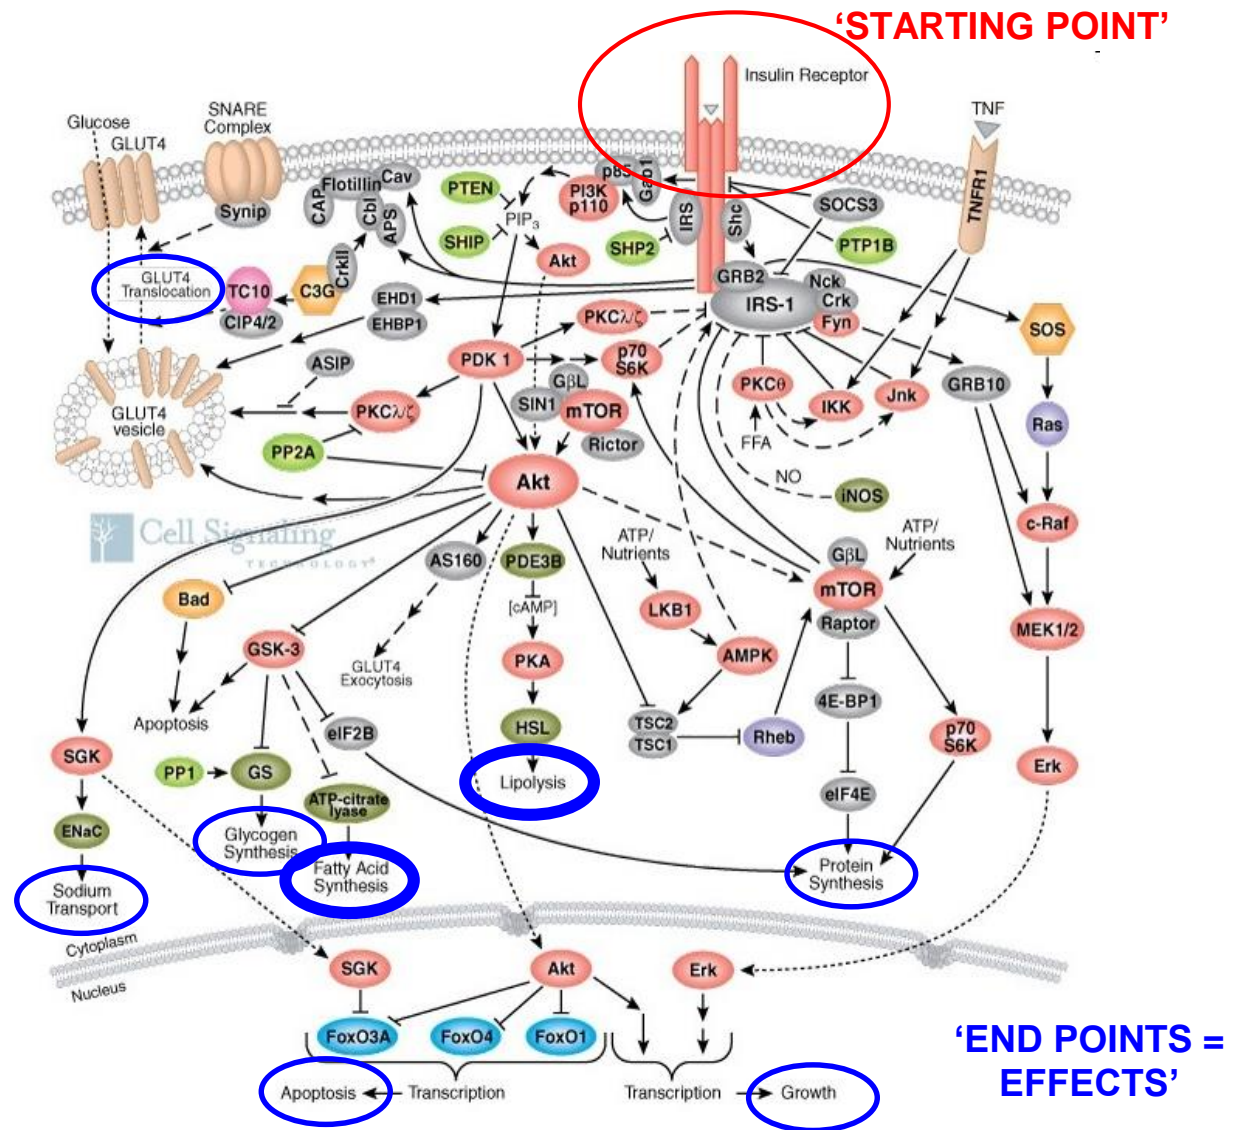 ‘STARTING POINT’
Insulin Receptor
SNARE
Complex
TNF
Glucose
GLUT4
Synip
CAP
Flotillin
Cav
Cbl
APS
CrkII
PTEN
PIP3
SHIP
Akt
PI3K
p110
p85
Gab1
IRS
SHP2
Shc
SOCS3
PTP1B
TNFR1
GLUT4
Translocation
TC10
C3G
CIP4/2
EHD1
EHBP1
GRB2
Nck
Crk
IRS-1
Fyn
SOS
PKCλ/ζ
ASIP
PDK 1
p70
S6K
GβL
SIN1
mTOR
Rictor
PKCθ
IKK
Jnk
GRB10
FFA
Ras
GLUT4
vesicle
PKCλ/ζ
PP2A
Akt
NO
iNOS
c-Raf
Cell Signaling
TECHNOLOGY®
AS160
PDE3B
[cAMP]
ATP/
Nutrients
ATP/
Nutrients
GβL
mTOR
Raptor
LKB1
AMPK
MEK1/2
Bad
GSK-3
GLUT4
Exocytosis
PKA
Apoptosis
HSL
eIF2B
TSC2
TSC1
Rheb
4E-BP1
p70
S6K
SGK
PP1
GS
Lipolysis
Erk
ATP-citrate
lyase
eIF4E
ENaC
Glycogen
Synthesis
Fatty Acid
Synthesis
Protein
Synthesis
Sodium
Transport
Cytoplasm
Nucleus
SGK
Akt
Erk
FoxO3A
FoxO4
FoxO1
‘END POINTS =
EFFECTS’
Apoptosis
Transcription
Transcription
Growth